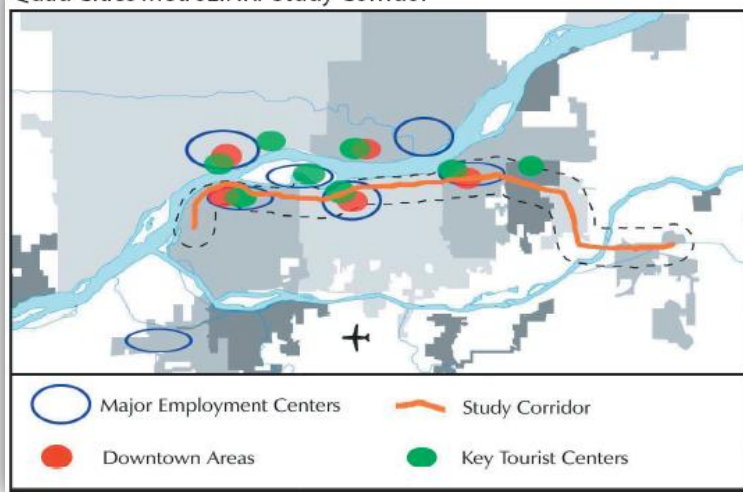 Major Employment Centers
Study Corridor
Downtown Areas
Key Tourist Centers